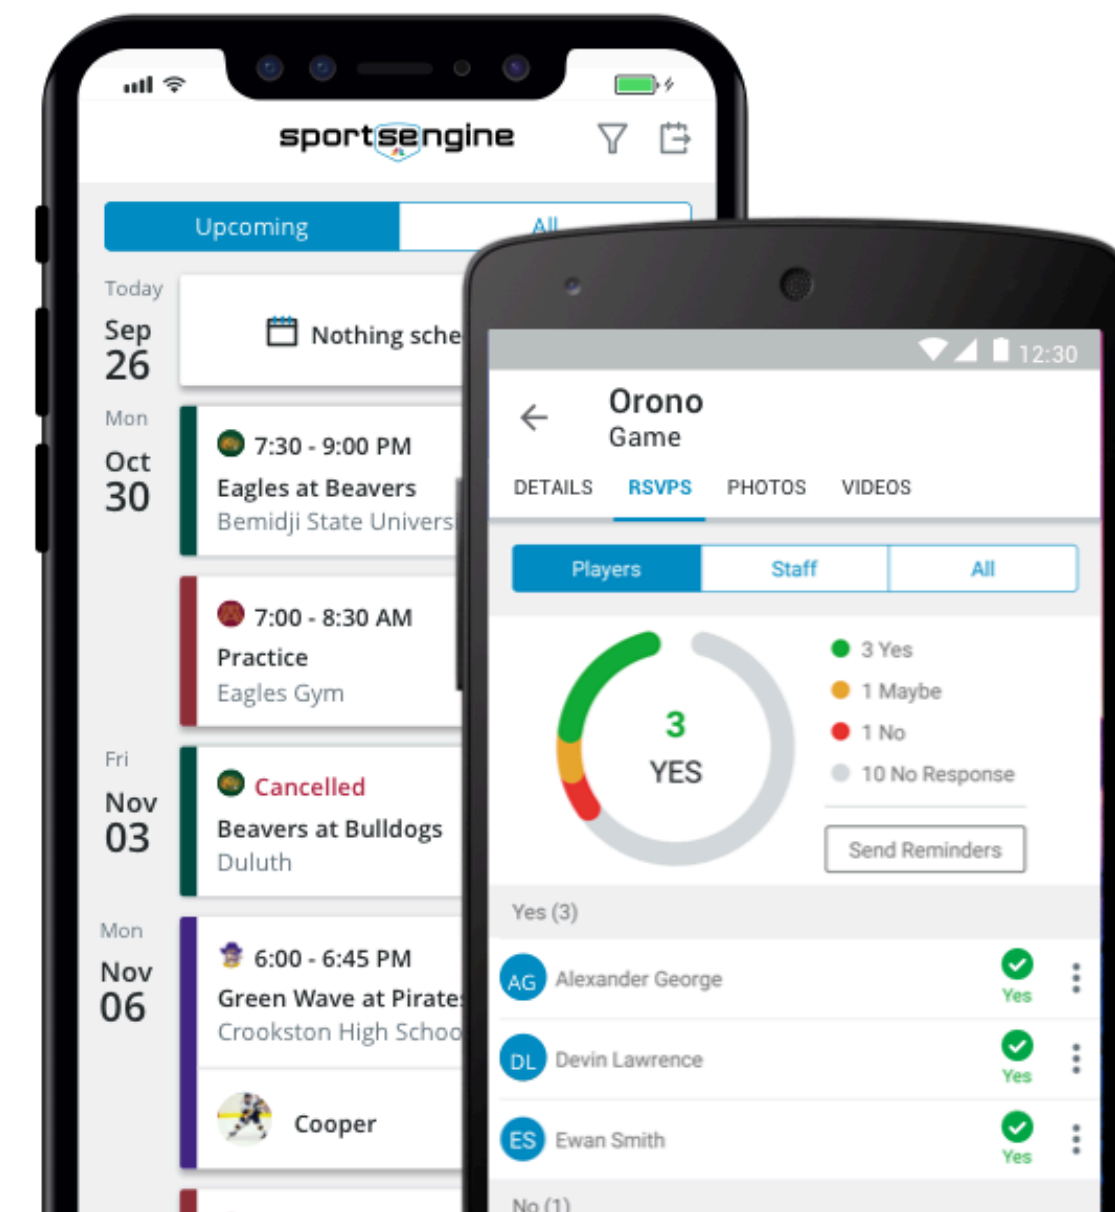 sportsengine
Upcoming
All
Today
Sep
26
Nothing
Mon
Oct
30
7:30 - 9:00 PM
Eagles at Beavers
Bemidji State
7:00 - 8:30 AM
Practice
Eagles Gym
Fri
Nov
03
Cancelled
Beavers at Bulldogs
Duluth
Mon
Nov
06
6:00 - 6:45 PM
Green Wave at Pirates
Crookston High
Cooper
12:30
Orono
Game
DETAILS RSVPS PHOTOS VIDEOS
Players Staff All
3
YES
3 Yes
1 Maybe
1 No
10 No Response
Send Reminders
Yes (3)
AG Alexander George
Yes
DL Devin Lawrence
Yes
ES Ewan Smith
Yes
No (1)